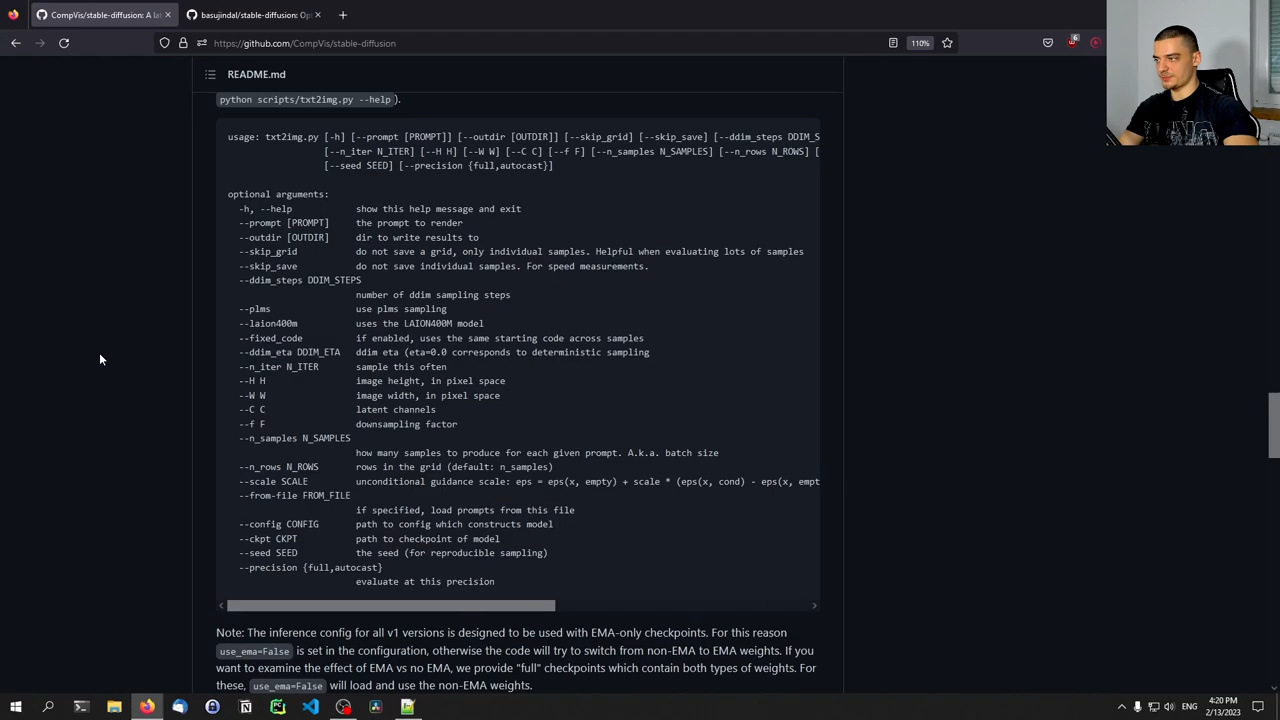 CompVis/stable-diffusion: A lat
basujindal/stable-diffusion: Opt
https://github.com/CompVis/stable-diffusion
110%
6
README.md
python scripts/txt2img.py --help ).
usage: txt2img.py [-h] [--prompt [PROMPT]] [--outdir [OUTDIR]] [--skip_grid] [--skip_save] [--ddim_steps DDIM_S
[--n_iter N_ITER] [--H H] [--W W] [--C C] [--f F] [--n_samples N_SAMPLES] [--n_rows N_ROWS] [
[--seed SEED] [--precision {full,autocast}]
optional arguments:
-h, --help show this help message and exit
--prompt [PROMPT] the prompt to render
--outdir [OUTDIR] dir to write results to
--skip_grid do not save a grid, only individual samples. Helpful when evaluating lots of samples
--skip_save do not save individual samples. For speed measurements.
--ddim_steps DDIM_STEPS
number of ddim sampling steps
--plms use plms sampling
--laion400m uses the LAION400M model
--fixed_code if enabled, uses the same starting code across samples
--ddim_eta DDIM_ETA ddim eta (eta=0.0 corresponds to deterministic sampling
--n_iter N_ITER sample this often
--H H image height, in pixel space
--W W image width, in pixel space
--C C latent channels
--f F downsampling factor
--n_samples N_SAMPLES
how many samples to produce for each given prompt. A.k.a. batch size
--n_rows N_ROWS rows in the grid (default: n_samples)
--scale SCALE unconditional guidance scale: eps = eps(x, empty) + scale * (eps(x, cond) - eps(x, empt
--from-file FROM_FILE
if specified, load prompts from this file
--config CONFIG path to config which constructs model
--ckpt CKPT path to checkpoint of model
--seed SEED the seed (for reproducible sampling)
--precision {full,autocast}
evaluate at this precision
Note: The inference config for all v1 versions is designed to be used with EMA-only checkpoints. For this reason
use_ema=False is set in the configuration, otherwise the code will try to switch from non-EMA to EMA weights. If you
want to examine the effect of EMA vs no EMA, we provide "full" checkpoints which contain both types of weights. For
these, use_ema=False will load and use the non-EMA weights.
ENG
4:20 PM
2/13/2023